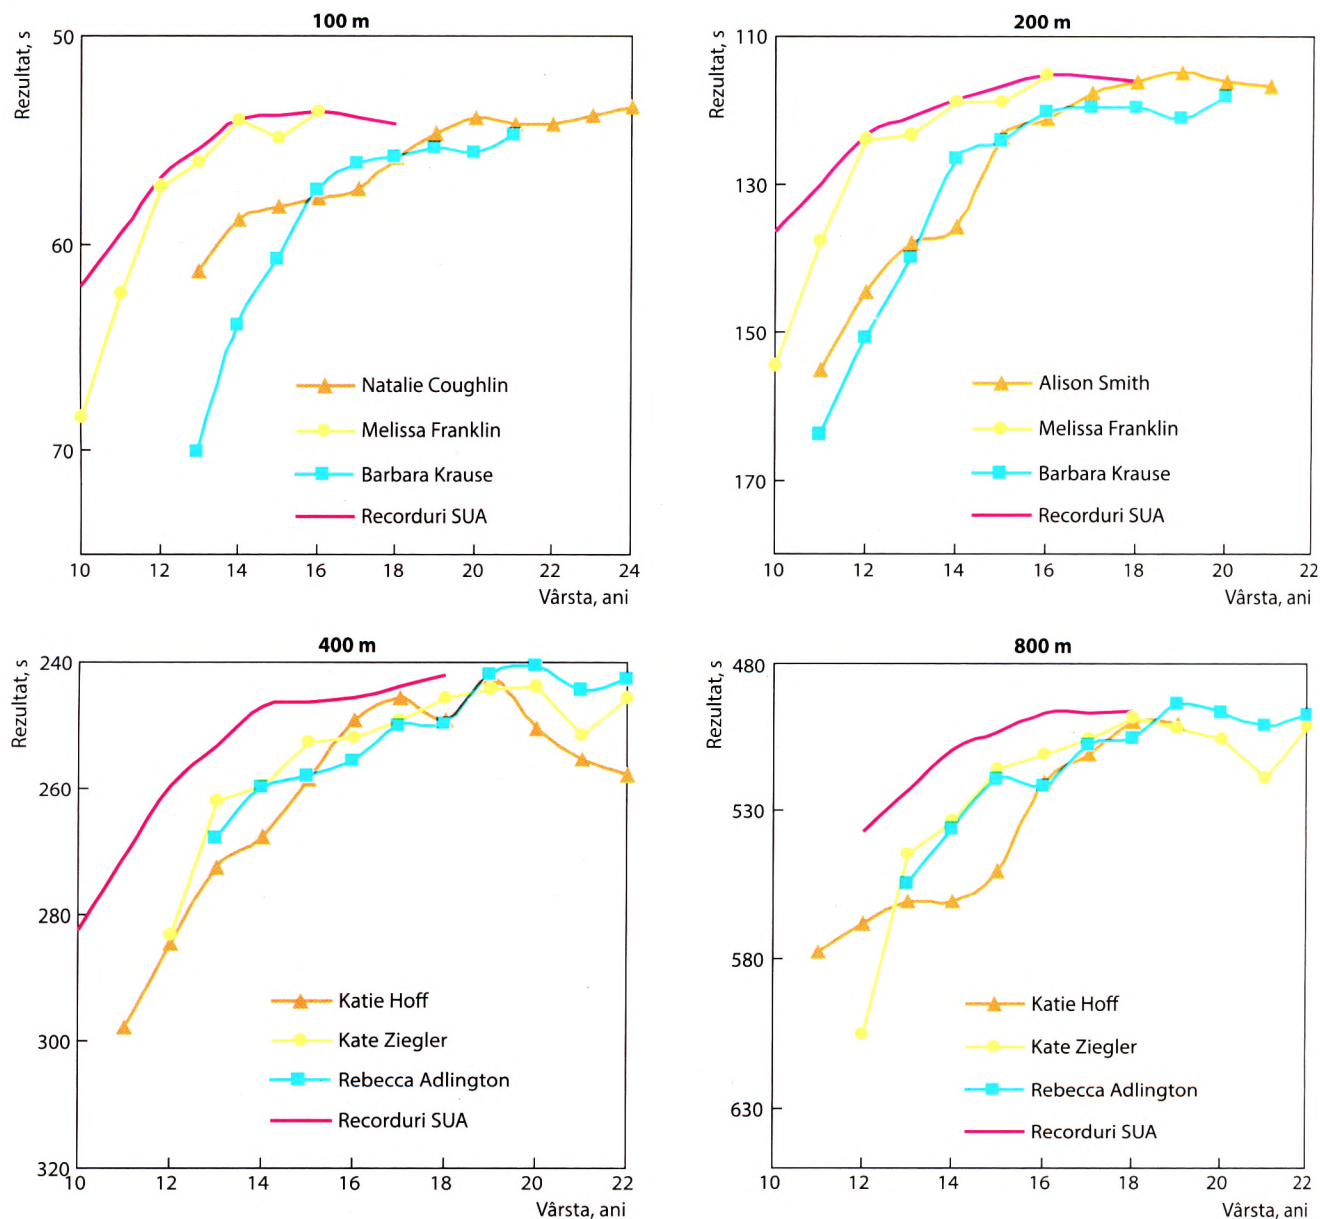 100 m
Rezultat, s
50
60
70
10 12 14 16 18 20 22 24
Vârsta, ani
Natalie Coughlin
Melissa Franklin
Barbara Krause
Recorduri SUA
200 m
Rezultat, s
110
130
150
170
10 12 14 16 18 20 22
Vârsta, ani
Alison Smith
Melissa Franklin
Barbara Krause
Recorduri SUA
400 m
Rezultat, s
240
260
280
300
320
10 12 14 16 18 20 22
Vârsta, ani
Katie Hoff
Kate Ziegler
Rebecca Adlington
Recorduri SUA
800 m
Rezultat, s
480
530
580
630
10 12 14 16 18 20 22
Vârsta, ani
Katie Hoff
Kate Ziegler
Rebecca Adlington
Recorduri SUA